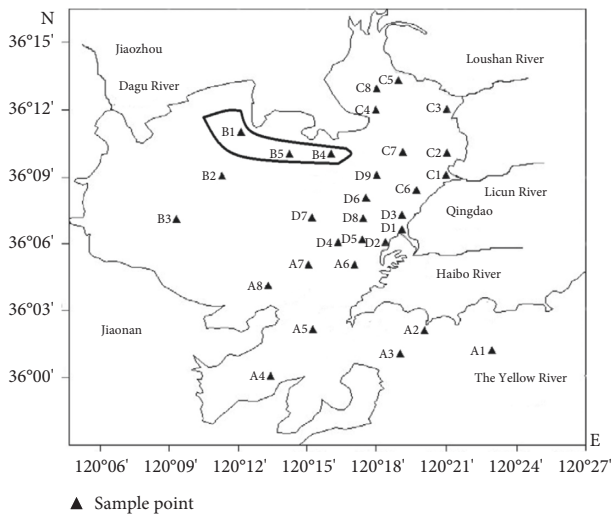 N
36°15'
Jiaozhou
Loushan River
Dagu River
C5
C8
36°12'
C4
C3
B1
B5
B4
C7
C2
36°09'
B2
D9
C1
C6
Licun River
D6
B3
D7
D8
D3
Qingdao
D1
36°06'
D4
D5
D2
A7
A6
Haibo River
A8
36°03'
Jiaonan
A5
A2
A3
A1
36°00'
A4
The Yellow River
E
120°06'
120°09'
120°12'
120°15'
120°18'
120°21'
120°24'
120°27'
Sample point